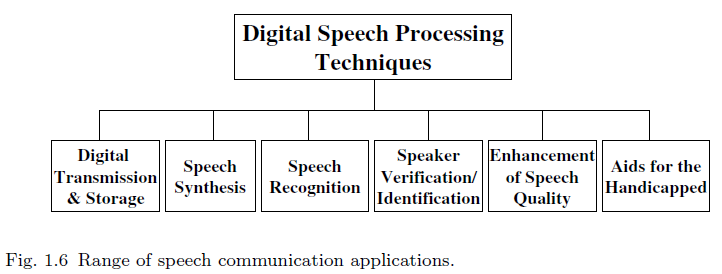 Digital Speech Processing
Techniques
Digital
Transmission
& Storage
Speech
Synthesis
Speech
Recognition
Speaker
Verification/
Identification
Enhancement
of Speech
Quality
Aids for the
Handicapped
Fig. 1.6 Range of speech communication applications.